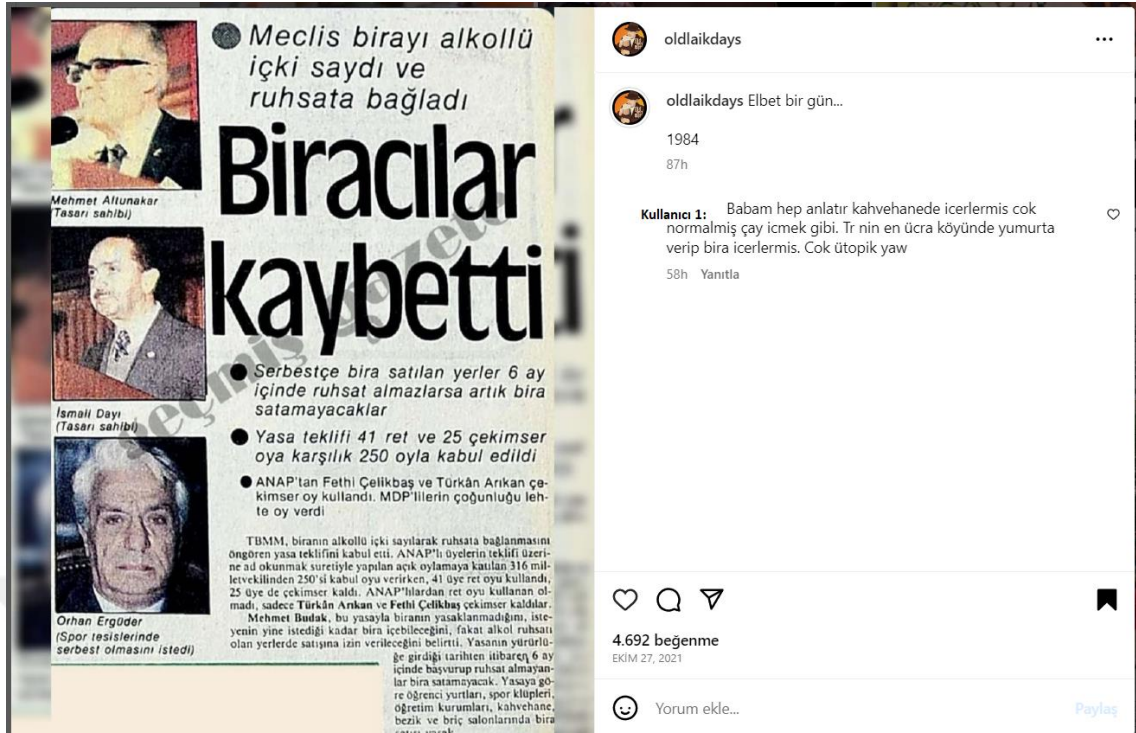 Meclis birayı alkollü
içki saydı ve
ruhsata bağladı
Biracılar
kaybetti
geçmiş gazete
Mehmet Altunakar
(Tasarı sahibi)
İsmail Dayı
(Tasarı sahibi)
Orhan Ergüder
(Spor tesislerinde
serbest olmasını istedi)
Serbestçe bira satılan yerler 6 ay
içinde ruhsat almazlarsa artık bira
satamayacaklar
Yasa teklifi 41 ret ve 25 çekimser
oya karşılık 250 oyla kabul edildi
ANAP'tan Fethi Çelikbaş ve Türkân Arıkan çe-
kimser oy kullandı. MDP'lilerin çoğunluğu leh-
te oy verdi
TBMM, biranın alkollü içki sayılarak ruhsata bağlanmasını
öngören yasa teklifini kabul etti. ANAP'lı üyelerin teklifi üzeri-
ne ad okunmak suretiyle yapılan açık oylamaya katılan 316 mil-
letvekilinden 250'si kabul oyu verirken, 41 üye ret oyu kullandı,
25 üye de çekimser kaldı. ANAP'lılardan ret oyu kullanan ol-
madı, sadece Türkân Arıkan ve Fethi Çelikbaş çekimser kaldılar.
Mehmet Budak, bu yasayla biranın yasaklanmadığını, iste-
yenin yine istediği kadar bira içebileceğini, fakat alkol ruhsatı
olan yerlerde satışına izin verileceğini belirtti. Yasanın yürürlü-
ğe girdiği tarihten itibaren 6 ay
içinde başvurup ruhsat almayan-
lar bira satamayacak. Yasaya gö-
re öğrenci yurtları, spor klüpleri,
öğretim kurumları, kahvehane,
bezik ve briç salonlarında bira
oldlaikdays
oldlaikdays Elbet bir gün...
1984
87h
Kullanıcı 1: Babam hep anlatır kahvehanede icerlermis cok
normalmiş çay icmek gibi. Tr nin en ücra köyünde yumurta
verip bira icerlermis. Cok ütopik yaw
58h Yanıtla
4.692 beğenme
EKİM 27, 2021
Yorum ekle...
Paylaş